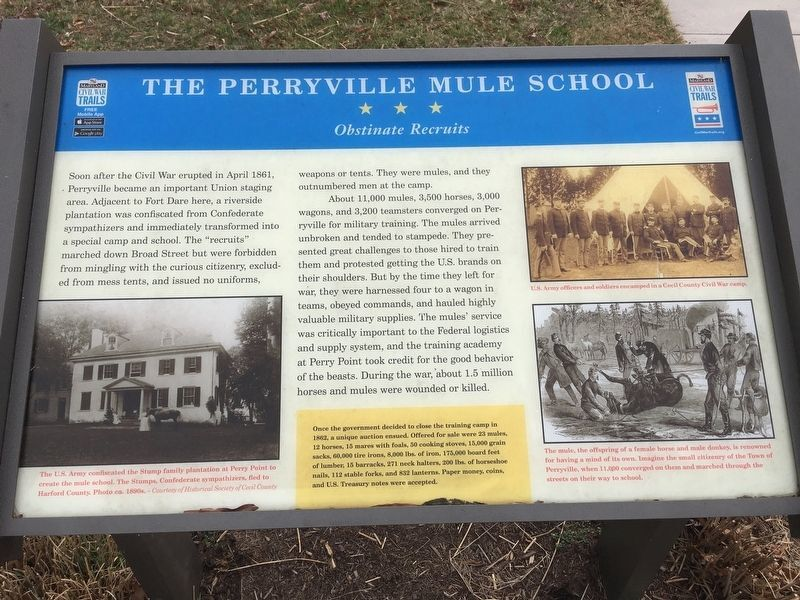 THE PERRYVILLE MULE SCHOOL
Obstinate Recruits
MARYLAND
CIVIL WAR
TRAILS
FREE
Mobile App
App Store
Google play
MARYLAND
CIVIL WAR
TRAILS
CivilWarTrails.org
Soon after the Civil War erupted in April 1861,
Perryville became an important Union staging
area. Adjacent to Fort Dare here, a riverside
plantation was confiscated from Confederate
sympathizers and immediately transformed into
a special camp and school. The “recruits”
marched down Broad Street but were forbidden
from mingling with the curious citizenry, exclud-
ed from mess tents, and issued no uniforms,
The U.S. Army confiscated the Stump family plantation at Perry Point to
create the mule school. The Stumps, Confederate sympathizers, fled to
Harford County. Photo ca. 1890s. – Courtesy of Historical Society of Cecil County
weapons or tents. They were mules, and they
outnumbered men at the camp.
About 11,000 mules, 3,500 horses, 3,000
wagons, and 3,200 teamsters converged on Per-
ryville for military training. The mules arrived
unbroken and tended to stampede. They pre-
sented great challenges to those hired to train
them and protested getting the U.S. brands on
their shoulders. But by the time they left for
war, they were harnessed four to a wagon in
teams, obeyed commands, and hauled highly
valuable military supplies. The mules’ service
was critically important to the Federal logistics
and supply system, and the training academy
at Perry Point took credit for the good behavior
of the beasts. During the war, about 1.5 million
horses and mules were wounded or killed.
Once the government decided to close the training camp in
1862, a unique auction ensued. Offered for sale were 23 mules,
12 horses, 15 mares with foals, 50 cooking stoves, 15,000 grain
sacks, 60,000 tire irons, 8,000 lbs. of iron, 175,000 board feet
of lumber, 15 barracks, 271 neck halters, 200 lbs. of horseshoe
nails, 112 stable forks, and 832 lanterns. Paper money, coins,
and U.S. Treasury notes were accepted.
U.S. Army officers and soldiers encamped in a Cecil County Civil War camp.
The mule, the offspring of a female horse and male donkey, is renowned
for having a mind of its own. Imagine the small citizenry of the Town of
Perryville, when 11,000 converged on them and marched through the
streets on their way to school.